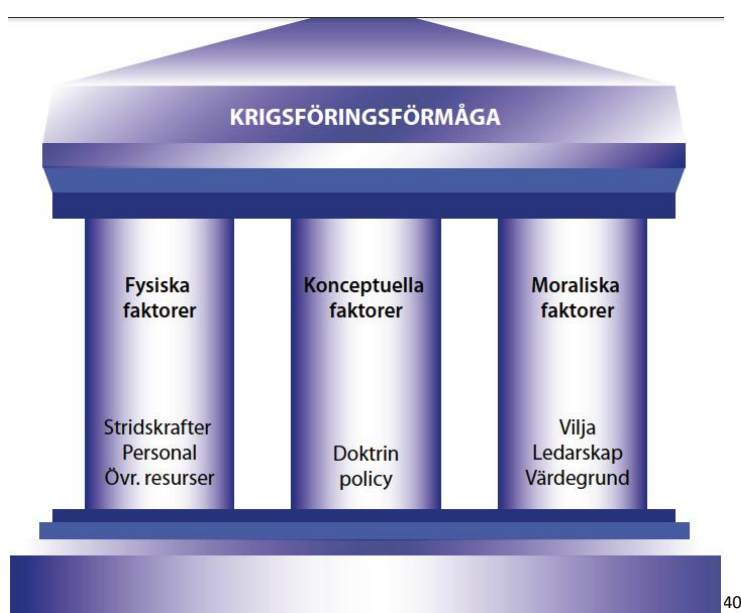 KRIGSFÖRINGSFÖRMÅGA
Fysiska
faktorer
Stridskrafter
Personal
Övr. resurser
Konceptuella
faktorer
Doktrin
policy
Moraliska
faktorer
Vilja
Ledarskap
Värdegrund
40